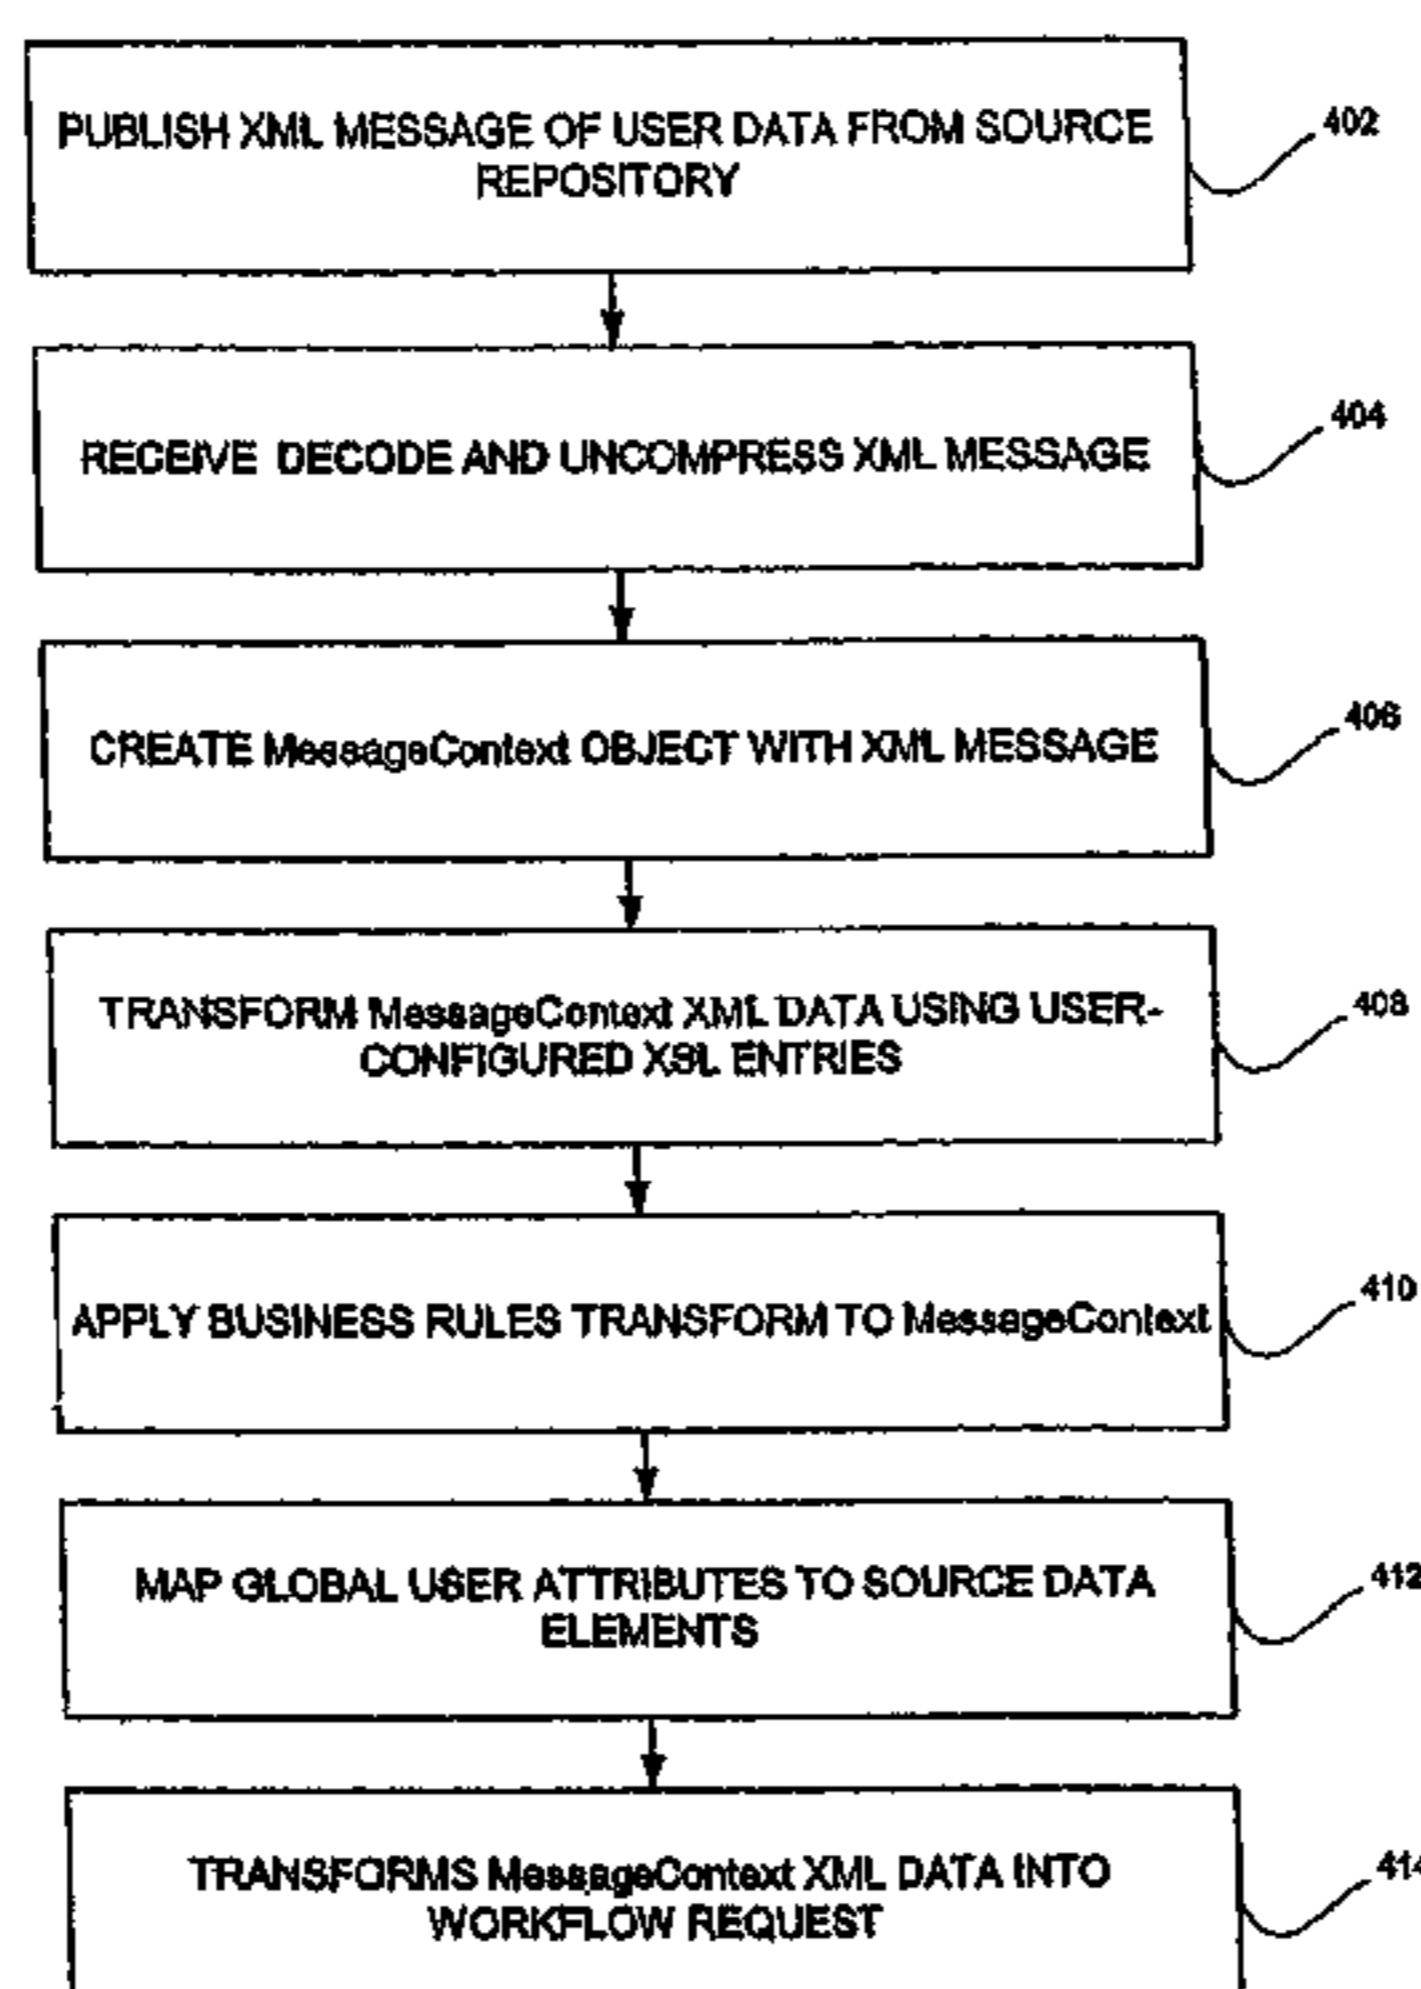 PUBLISH XML MESSAGE OF USER DATA FROM SOURCE
REPOSITORY
402
RECEIVE DECODE AND UNCOMPRESS XML MESSAGE
404
CREATE MessageContext OBJECT WITH XML MESSAGE
406
TRANSFORM MessageContext XML DATA USING USER-
CONFIGURED XSL ENTRIES
408
APPLY BUSINESS RULES TRANSFORM TO MessageContext
410
MAP GLOBAL USER ATTRIBUTES TO SOURCE DATA
ELEMENTS
412
TRANSFORMS MessageContext XML DATA INTO
WORKFLOW REQUEST
414